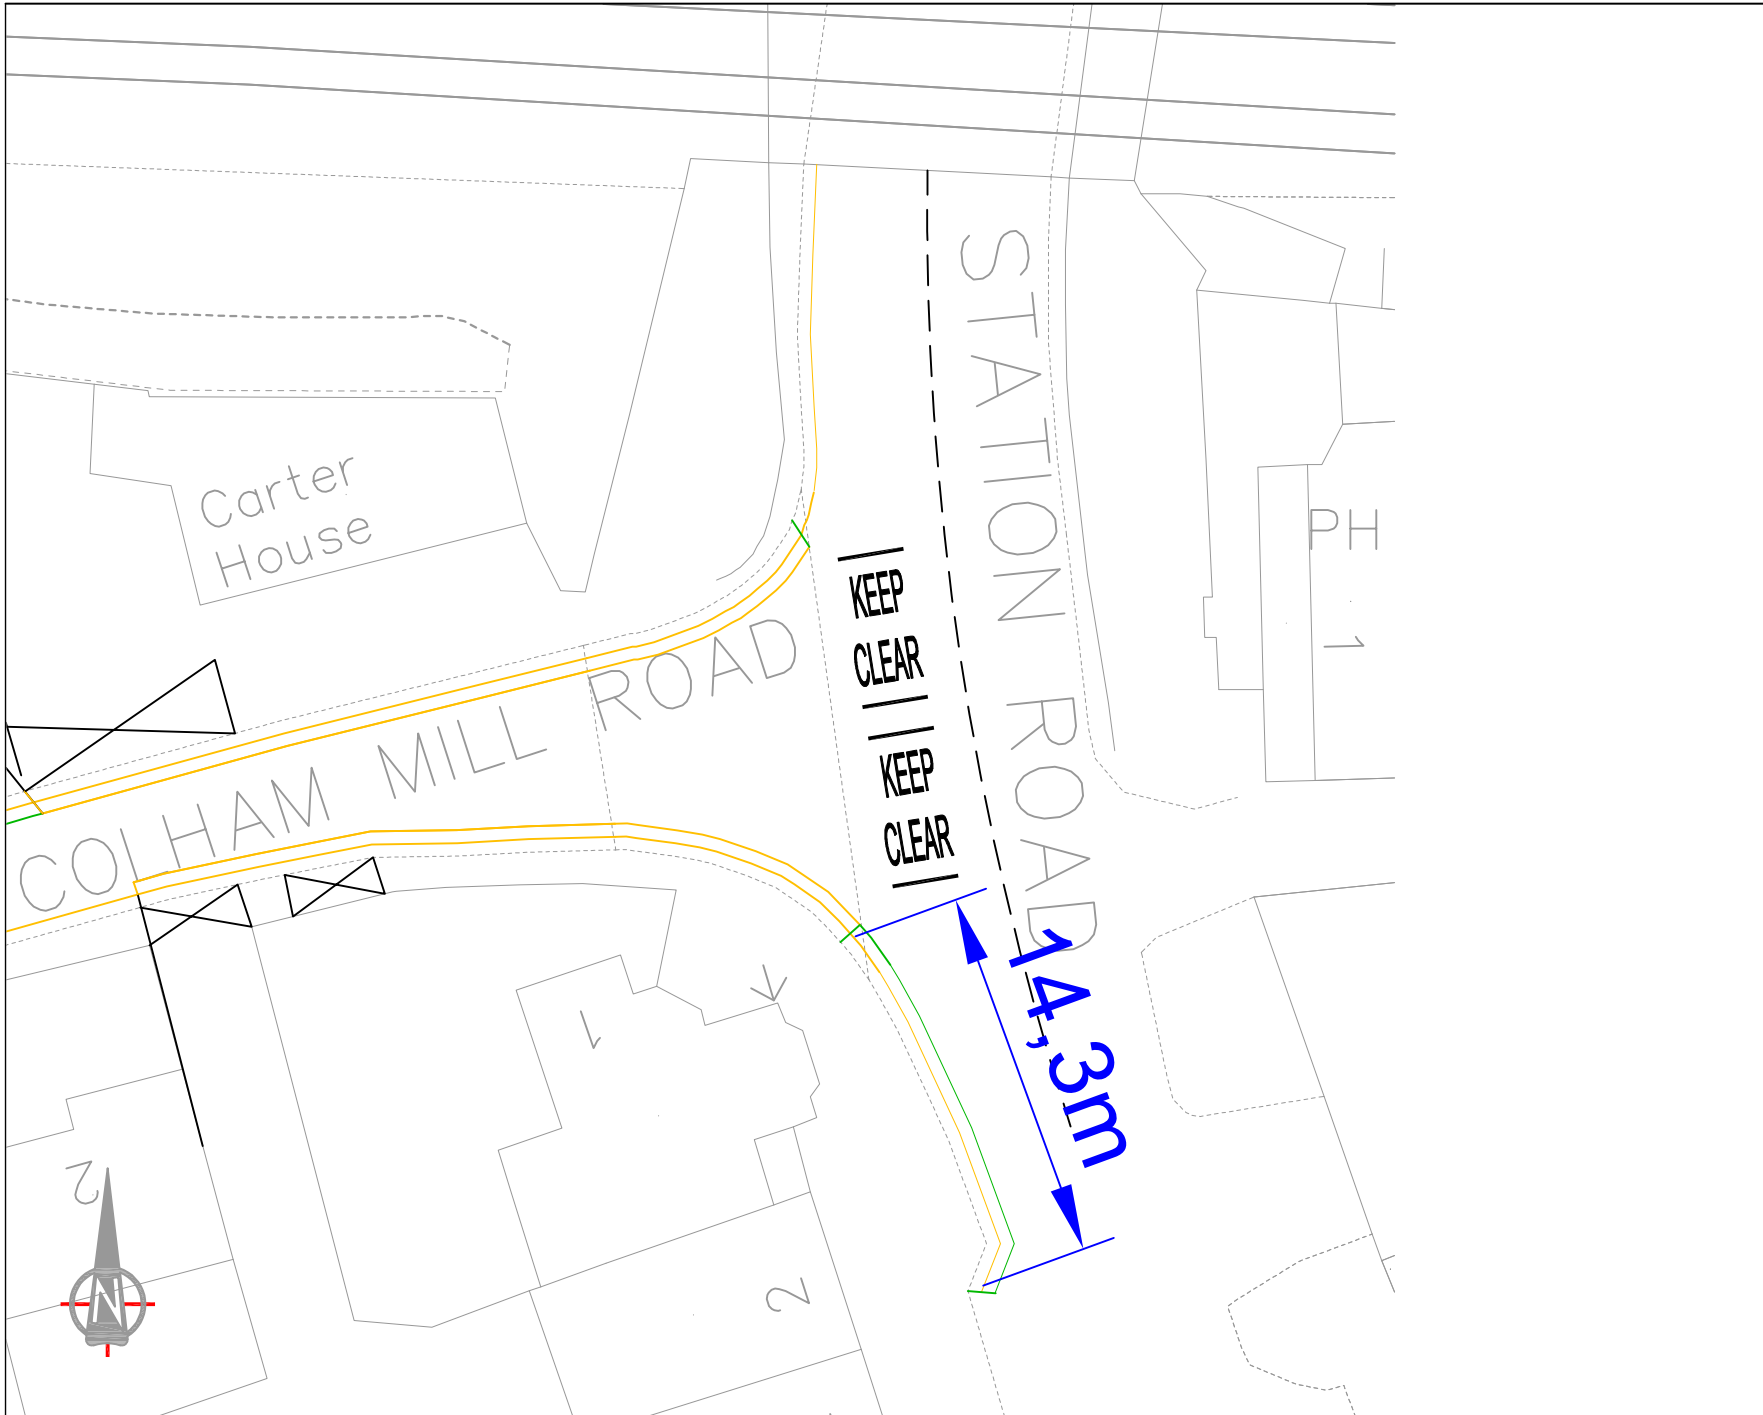 STATION ROAD
Carter
House
PH
1
KEEP
CLEAR
KEEP
CLEAR
COLHAM MILL ROAD
14,3m
1
2
2
N